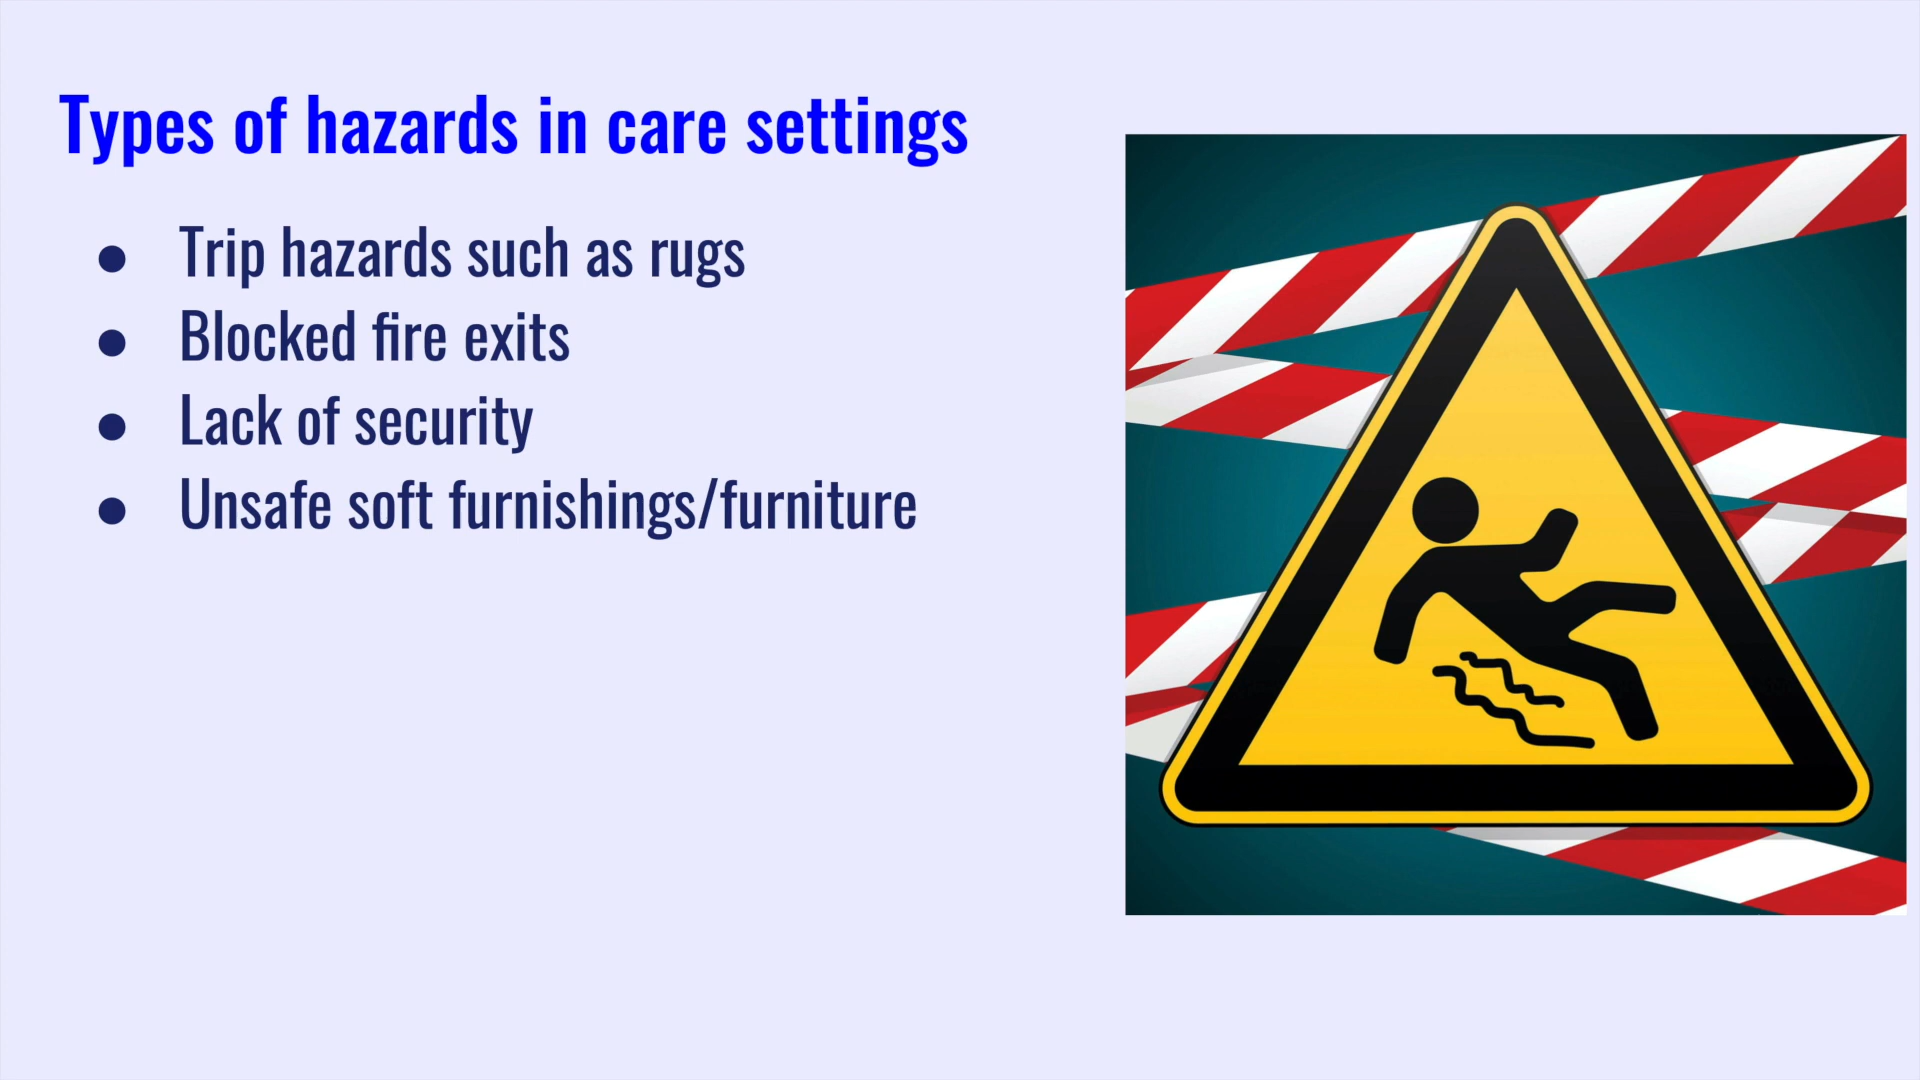 Types of hazards in care settings
● Trip hazards such as rugs
● Blocked fire exits
● Lack of security
● Unsafe soft furnishings/furniture